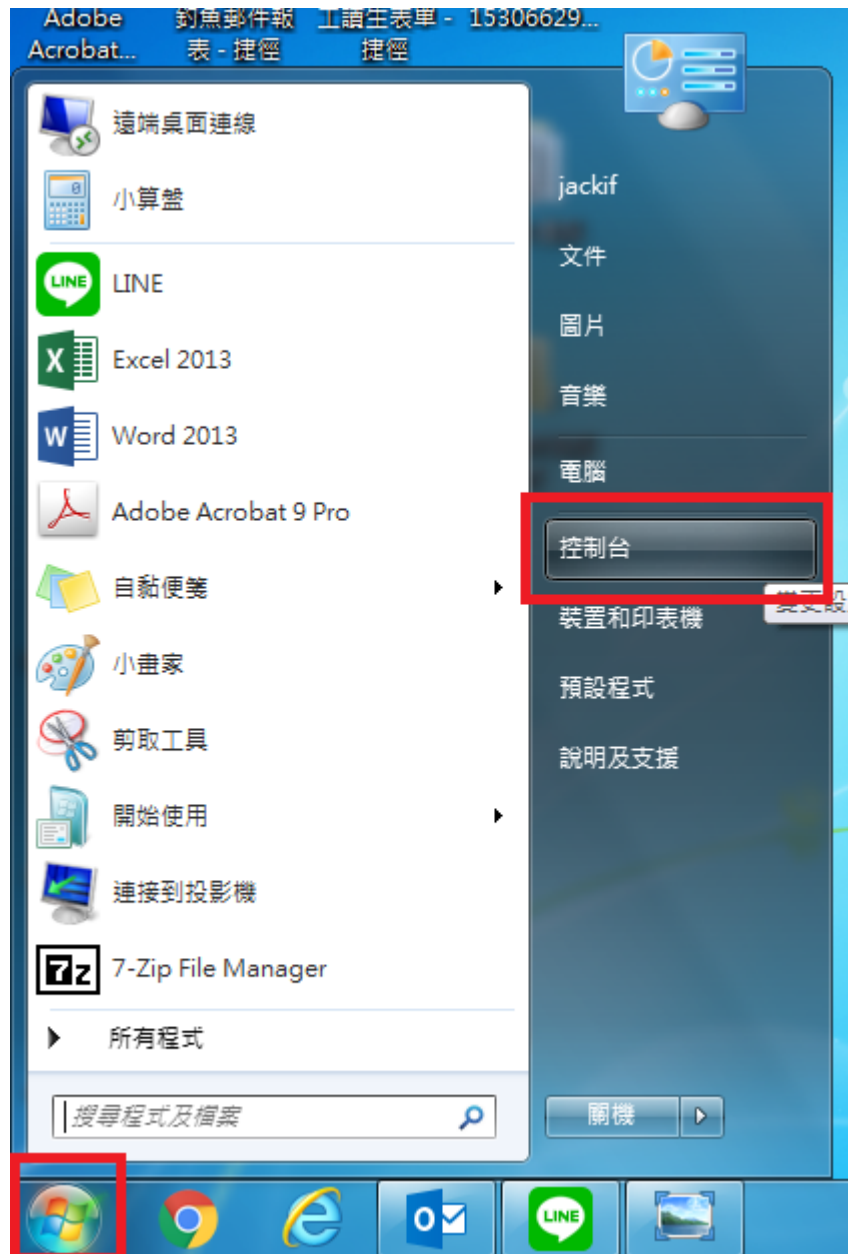 Adobe
Acrobat...
釣魚郵件報
表 - 捷徑
工讀生表單 -
捷徑
15306629...
遠端桌面連線
小算盤
LINE
LINE
Excel 2013
Word 2013
Adobe Acrobat 9 Pro
自黏便箋
小畫家
剪取工具
開始使用
連接到投影機
7z
7-Zip File Manager
所有程式
搜尋程式及檔案
jackif
文件
圖片
音樂
電腦
控制台
變更設
裝置和印表機
預設程式
說明及支援
關機
LINE